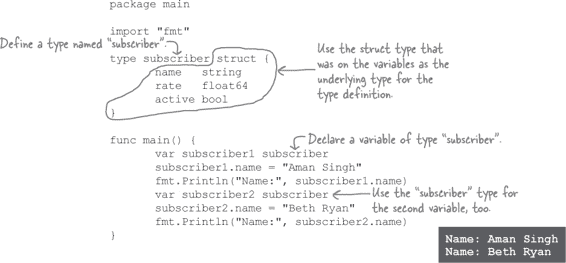 package main
import "fmt"
Define a type named "subscriber".
type subscriber struct {
name string
rate float64
active bool
}
Use the struct type that
was on the variables as the
underlying type for the
type definition.
func main() {
Declare a variable of type "subscriber".
var subscriber1 subscriber
subscriber1.name = "Aman Singh"
fmt.Println("Name:", subscriber1.name)
var subscriber2 subscriber
Use the "subscriber" type for
the second variable, too.
subscriber2.name = "Beth Ryan"
fmt.Println("Name:", subscriber2.name)
}
Name: Aman Singh
Name: Beth Ryan